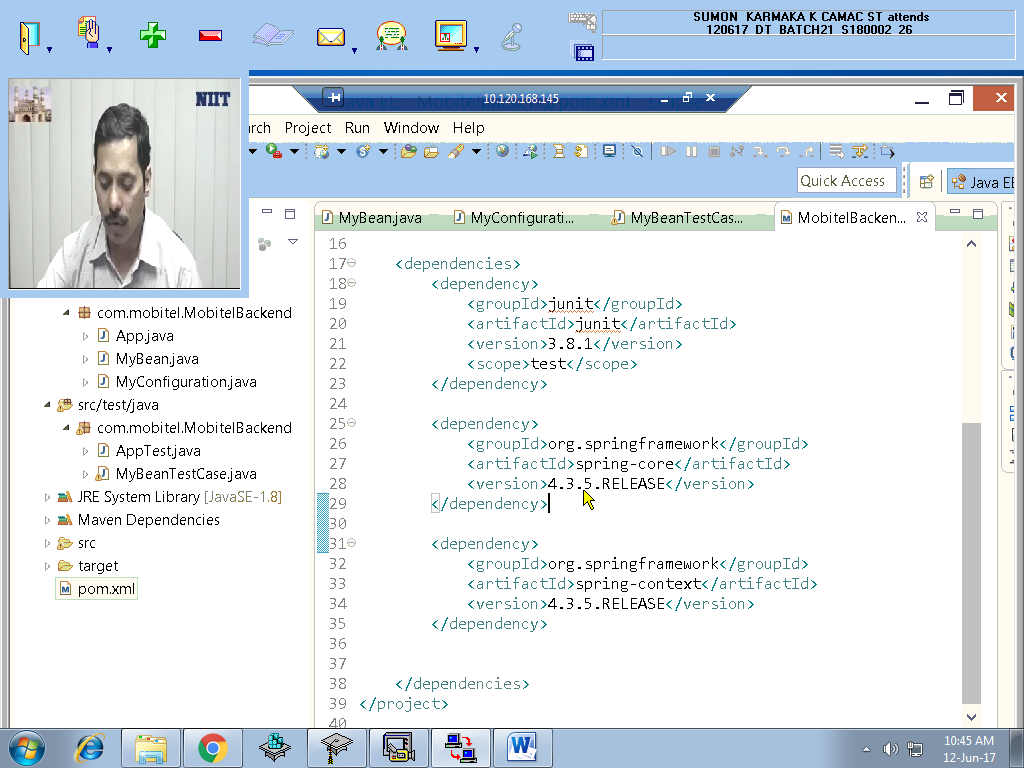 SUMON KARMAKA K CAMAC ST attends
120617_DT_BATCH21_S180002_26
NIIT
10.120.168.145
rch Project Run Window Help
Quick Access
Java EE
MyBean.java
MyConfigurati...
MyBeanTestCas...
MobitelBacken...
com.mobitel.MobitelBackend
App.java
MyBean.java
MyConfiguration.java
src/test/java
com.mobitel.MobitelBackend
AppTest.java
MyBeanTestCase.java
JRE System Library [JavaSE-1.8]
Maven Dependencies
src
target
pom.xml
16
17 <dependencies>
18 <dependency>
19 <groupId>junit</groupId>
20 <artifactId>junit</artifactId>
21 <version>3.8.1</version>
22 <scope>test</scope>
23 </dependency>
24
25 <dependency>
26 <groupId>org.springframework</groupId>
27 <artifactId>spring-core</artifactId>
28 <version>4.3.5.RELEASE</version>
29 </dependency>
30
31 <dependency>
32 <groupId>org.springframework</groupId>
33 <artifactId>spring-context</artifactId>
34 <version>4.3.5.RELEASE</version>
35 </dependency>
36
37
38 </dependencies>
39 </project>
40
10:45 AM
12-Jun-17